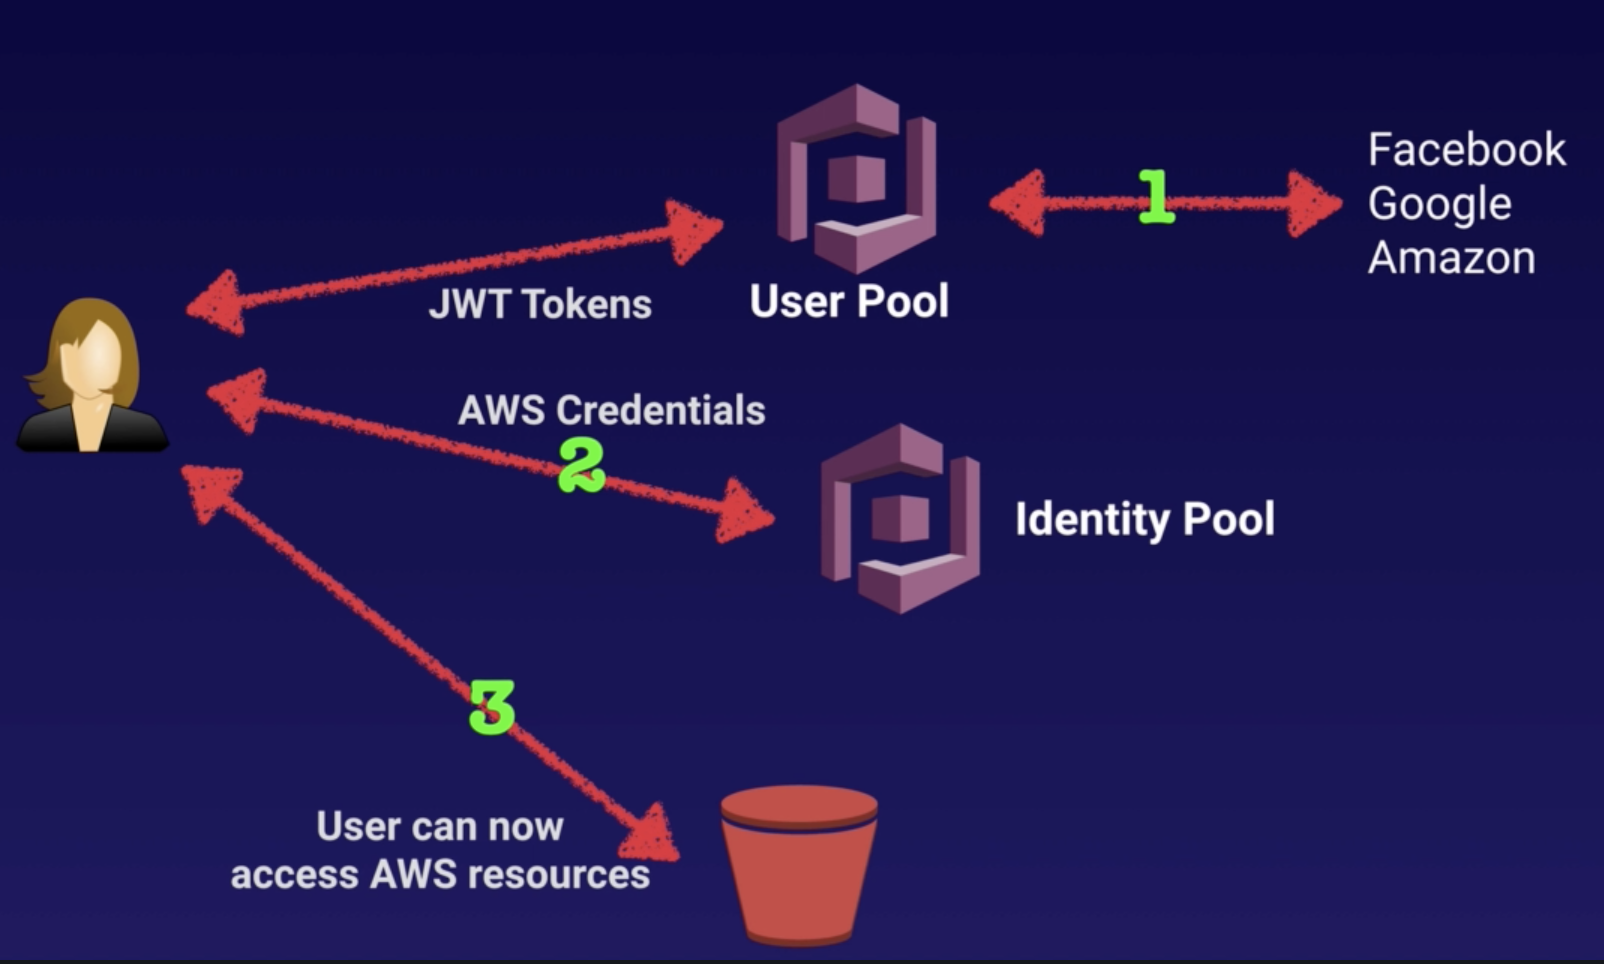 Facebook
Google
Amazon
1
JWT Tokens
User Pool
AWS Credentials
2
Identity Pool
3
User can now
access AWS resources